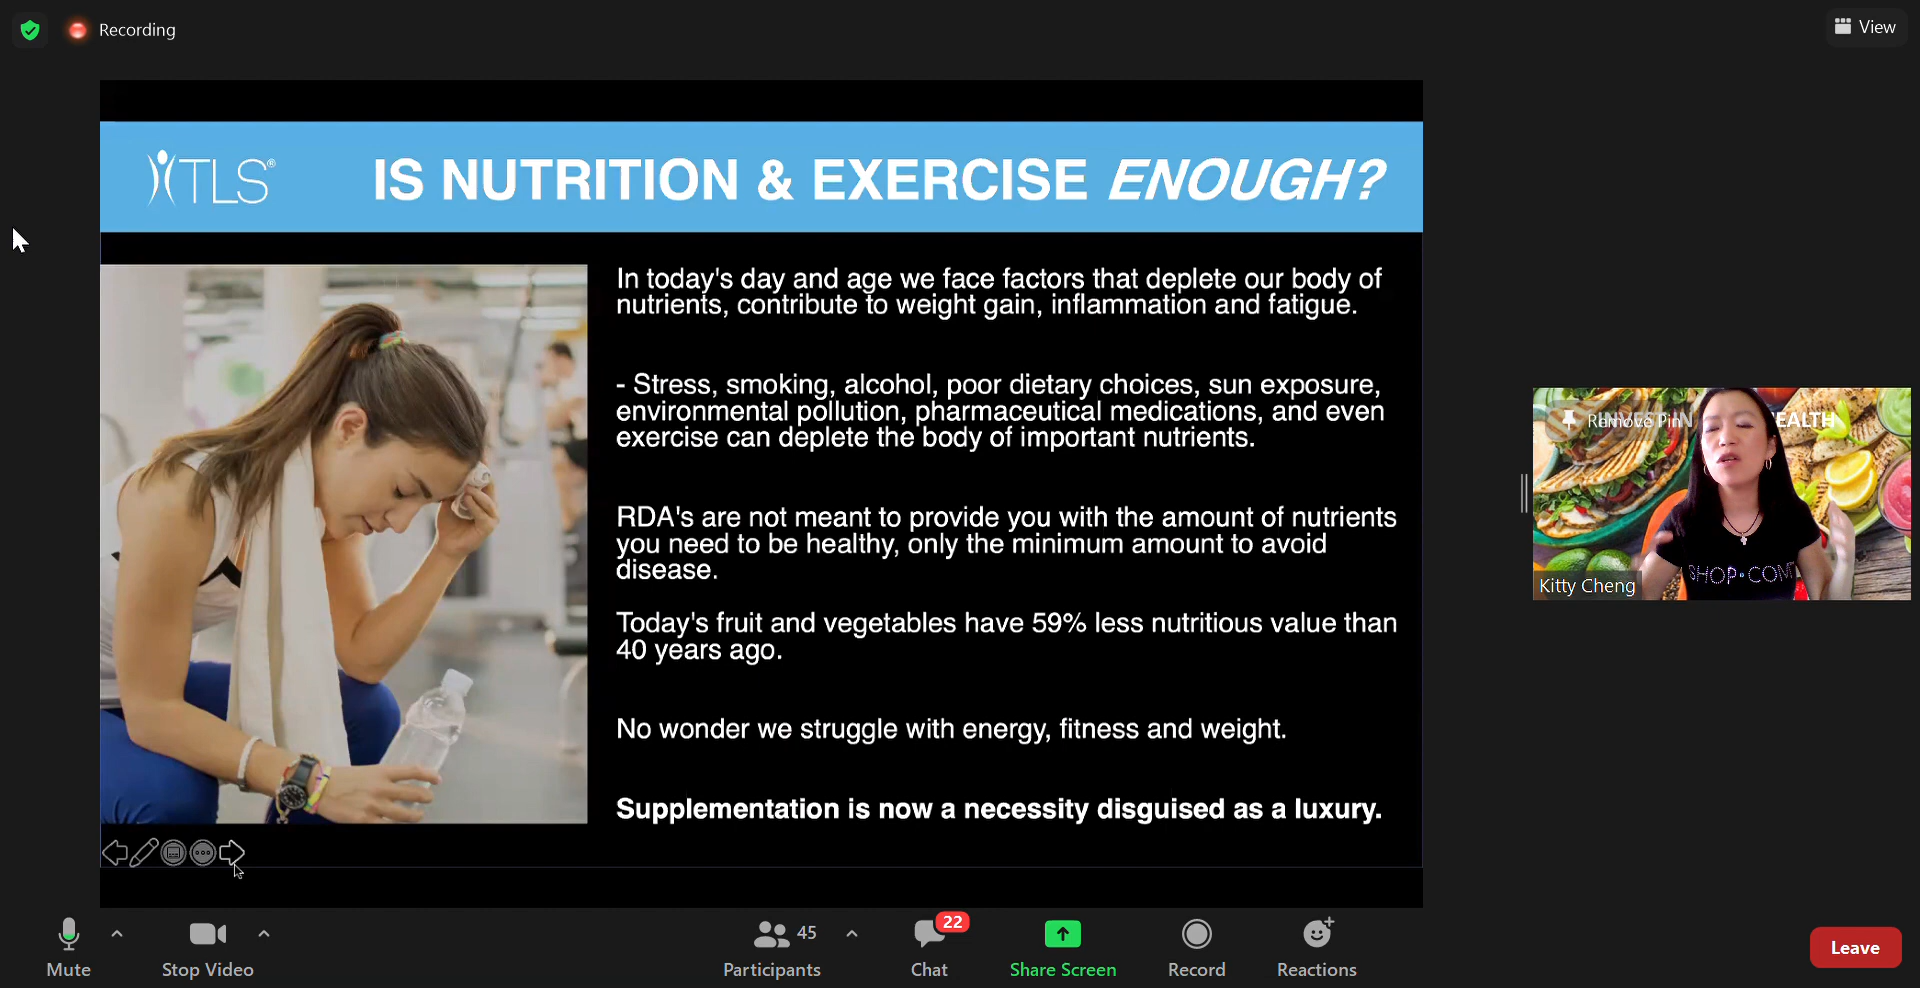 Recording
View
TLS®
IS NUTRITION & EXERCISE ENOUGH?
In today's day and age we face factors that deplete our body of
nutrients, contribute to weight gain, inflammation and fatigue.
- Stress, smoking, alcohol, poor dietary choices, sun exposure,
environmental pollution, pharmaceutical medications, and even
exercise can deplete the body of important nutrients.
RDA's are not meant to provide you with the amount of nutrients
you need to be healthy, only the minimum amount to avoid
disease.
Today's fruit and vegetables have 59% less nutritious value than
40 years ago.
No wonder we struggle with energy, fitness and weight.
Supplementation is now a necessity disguised as a luxury.
Remove Pin
INVEST IN EALTH
SHOP•COM
Kitty Cheng
Mute
Stop Video
45
Participants
22
Chat
Share Screen
Record
Reactions
Leave